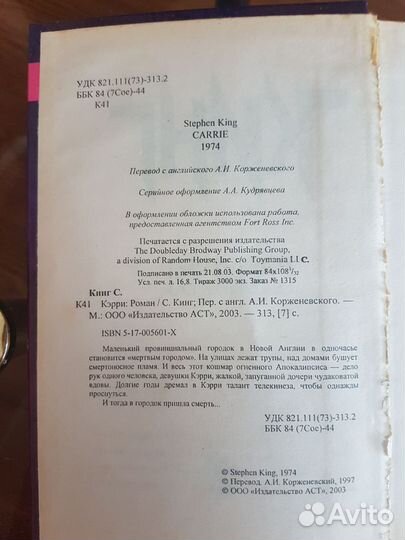 УДК 821.111(73)-313.2
ББК 84 (7Сое)-44
К41
Stephen King
CARRIE
1974
Перевод с английского А.И. Корженевского
Серийное оформление А.А. Кудрявцева
В оформлении обложки использована работа,
предоставленная агентством Fort Ross Inc.
Печатается с разрешения издательства
The Doubleday Brodway Publishing Group,
a division of Random House, Inc. c/o Toymania LLC.
Подписано в печать 21.08.03. Формат 84х108 1/32
Усл. печ. л. 16,8. Тираж 3000 экз. Заказ № 1315
Кинг С.
К41 Кэрри: Роман / С. Кинг; Пер. с англ. А.И. Корженевского. —
М.: ООО «Издательство АСТ», 2003. — 313, [7] с.
ISBN 5-17-005601-X
Маленький провинциальный городок в Новой Англии в одночасье
становится «мертвым городом». На улицах лежат трупы, над домами бушует
смертоносное пламя. И весь этот кошмар огненного Апокалипсиса — дело
рук одного человека, девушки Кэрри, жалкой, запуганной дочери чудаковатой
вдовы. Долгие годы дремал в Кэрри талант телекинеза, чтобы однажды
проснуться.
И тогда в городок пришла смерть...
УДК 821.111(73)-313.2
ББК 84 (7Сое)-44
© Stephen King, 1974
© Перевод. А.И. Корженевский, 1997
© ООО «Издательство АСТ», 2003
Avito